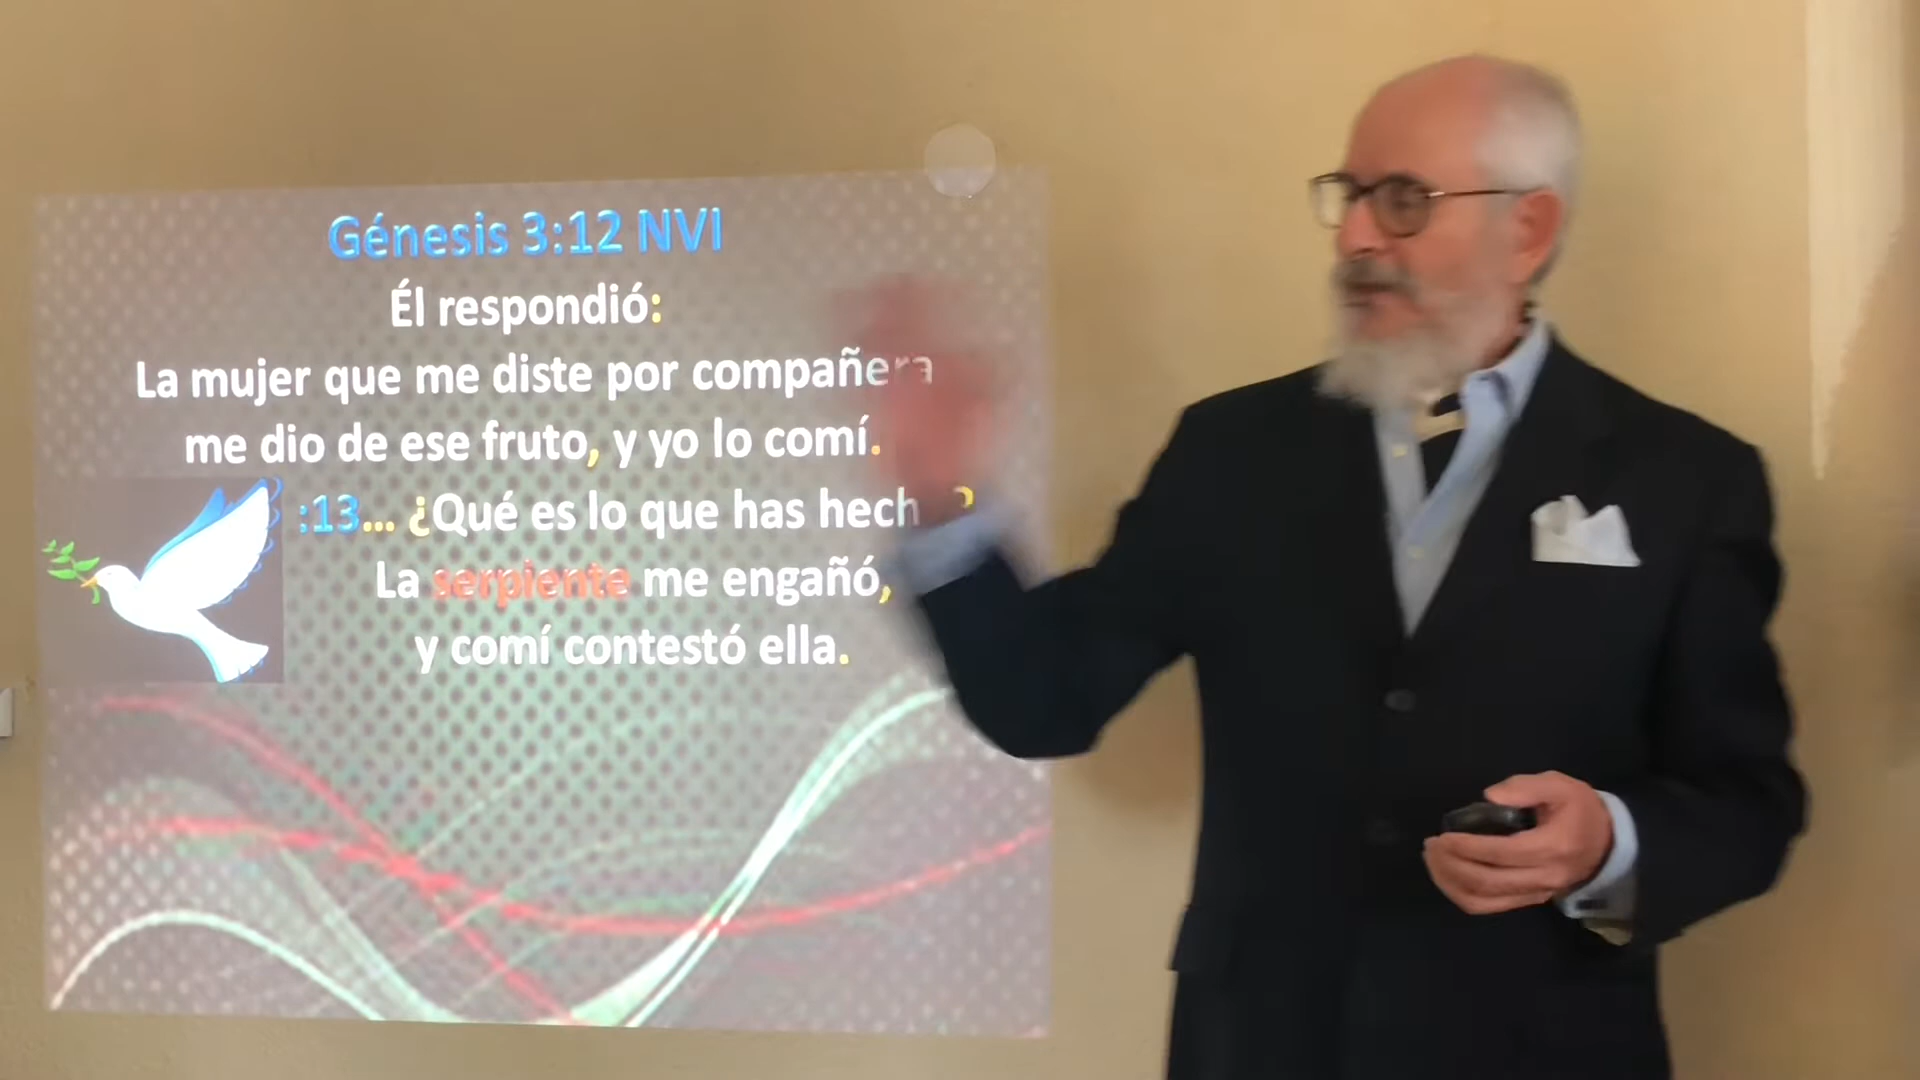 Génesis 3:12 NVI
Él respondió:
La mujer que me diste por compañera
me dio de ese fruto, y yo lo comí.
:13... ¿Qué es lo que has hech ?
La serpiente me engañó,
y comí contestó ella.